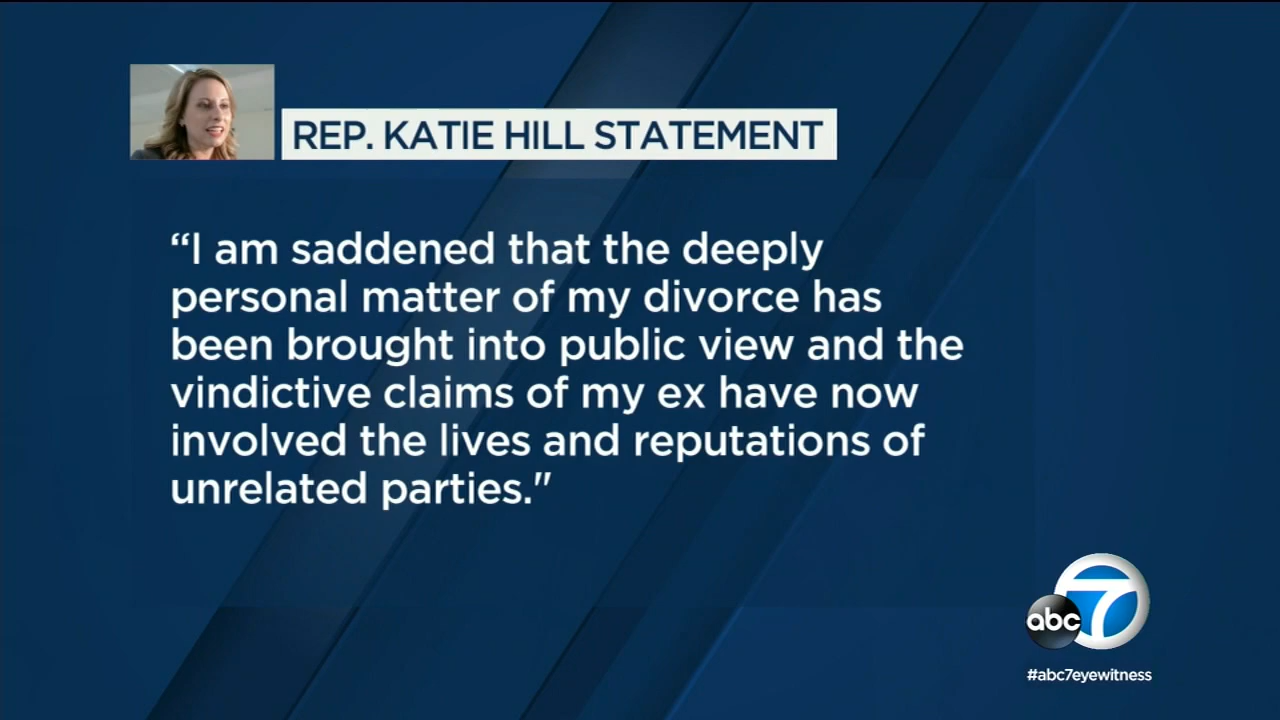 REP. KATIE HILL STATEMENT
“I am saddened that the deeply
personal matter of my divorce has
been brought into public view and the
vindictive claims of my ex have now
involved the lives and reputations of
unrelated parties."
abc 7
#abc7eyewitness